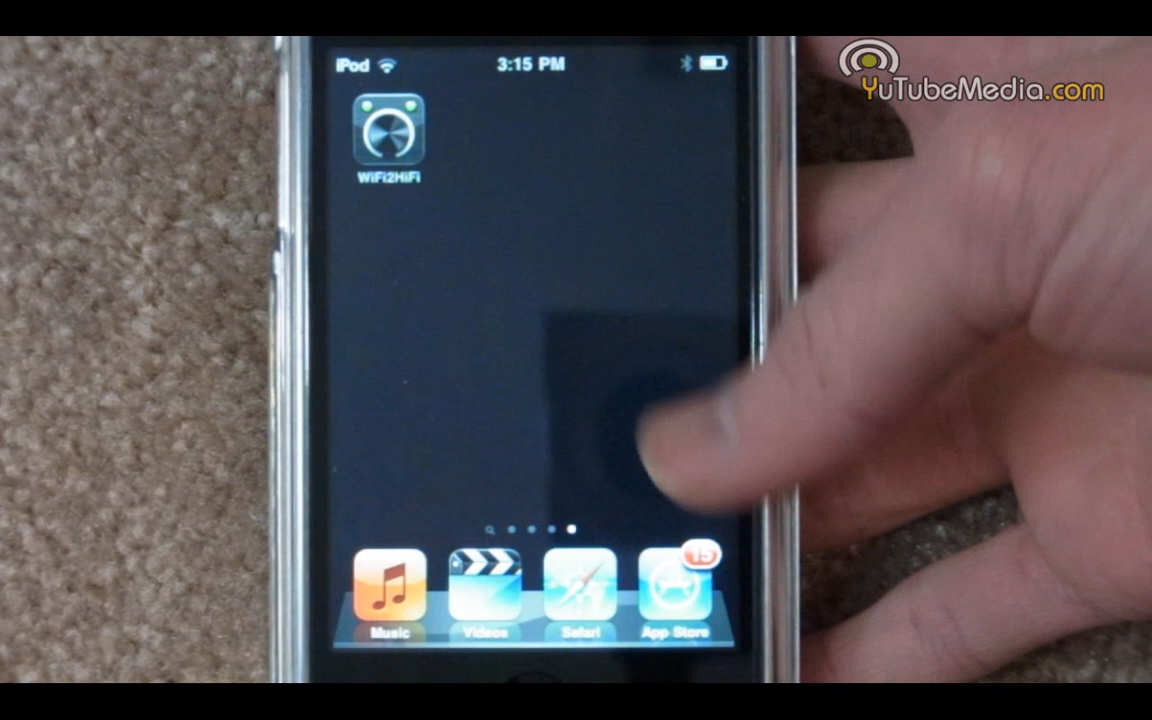 YuTubeMedia.com
iPod
3:15 PM
WiFi2HiFi
15
Music
Videos
Safari
App Store